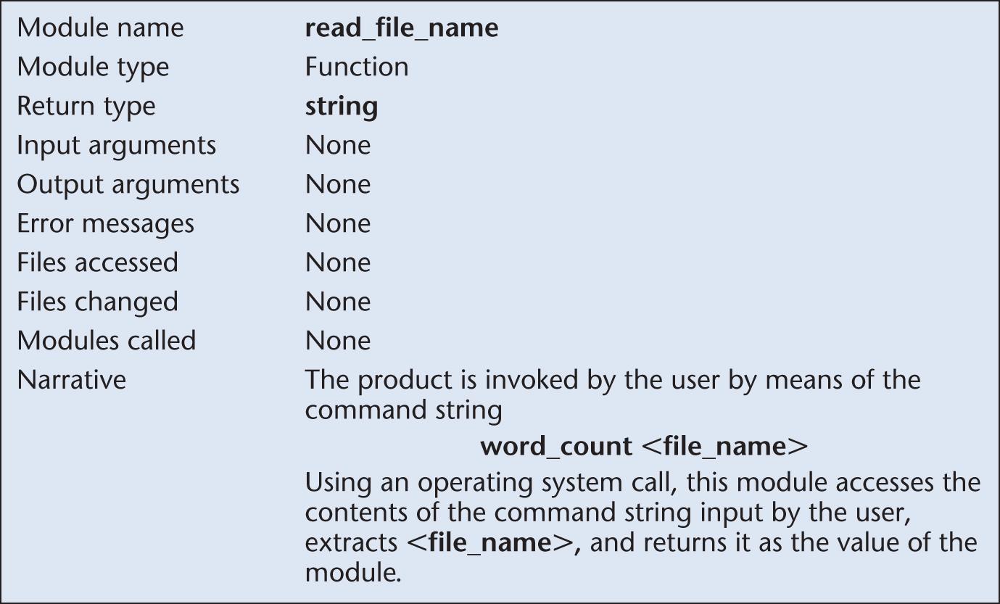 Module name read_file_name
Module type Function
Return type string
Input arguments None
Output arguments None
Error messages None
Files accessed None
Files changed None
Modules called None
Narrative The product is invoked by the user by means of the
command string
word_count <file_name>
Using an operating system call, this module accesses the
contents of the command string input by the user,
extracts <file_name>, and returns it as the value of the
module.